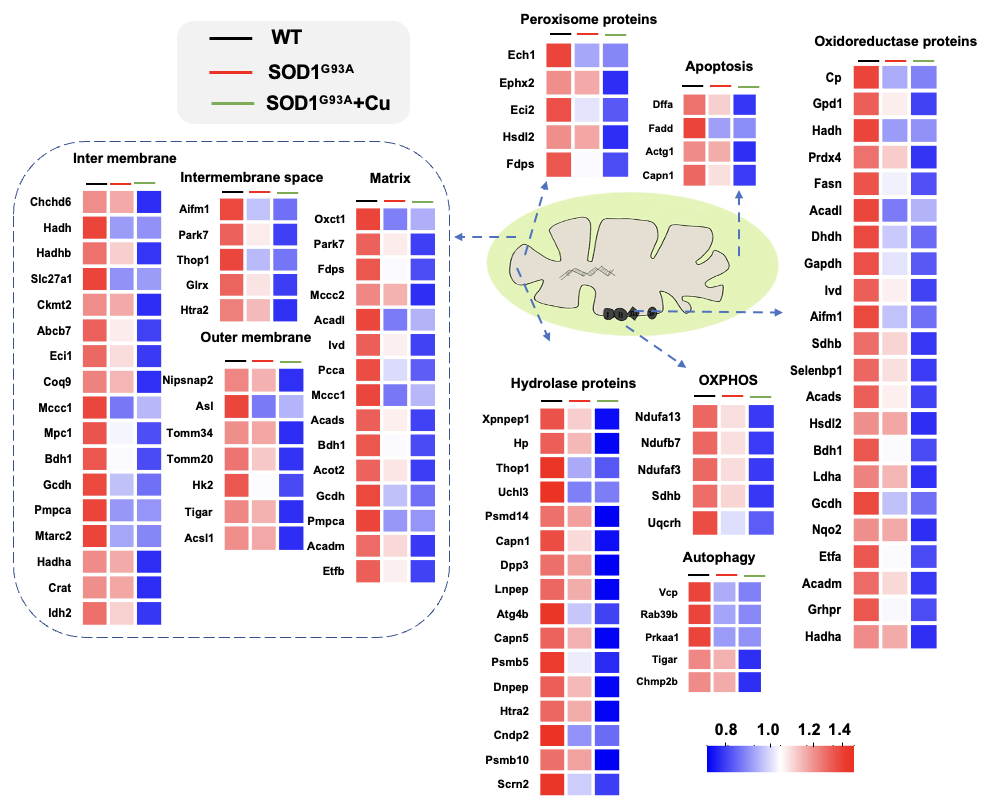 WT
SOD1G93A
SOD1G93A+Cu
Peroxisome proteins
Ech1
Ephx2
Eci2
Hsdl2
Fdps
Apoptosis
Dffa
Fadd
Actg1
Capn1
Oxidoreductase proteins
Cp
Gpd1
Hadh
Prdx4
Fasn
Acadl
Dhdh
Gapdh
Ivd
Aifm1
Sdhb
Selenbp1
Acads
Hsdl2
Bdh1
Ldha
Gcdh
Nqo2
Etfa
Acadm
Grhpr
Hadha
Inter membrane
Chchd6
Hadh
Hadhb
Slc27a1
Ckmt2
Abcb7
Eci1
Coq9
Mccc1
Mpc1
Bdh1
Gcdh
Pmpca
Mtarc2
Hadha
Crat
Idh2
Intermembrane space
Aifm1
Park7
Thop1
Glrx
Htra2
Outer membrane
Nipsnap2
Asl
Tomm34
Tomm20
Hk2
Tigar
Acsl1
Matrix
Oxct1
Park7
Fdps
Mccc2
Acadl
Ivd
Pcca
Mccc1
Acads
Bdh1
Acot2
Gcdh
Pmpca
Acadm
Etfb
Hydrolase proteins
Xpnpep1
Hp
Thop1
Uchl3
Psmd14
Capn1
Dpp3
Lnpep
Atg4b
Capn5
Psmb5
Dnpep
Htra2
Cndp2
Psmb10
Scrn2
OXPHOS
Ndufa13
Ndufb7
Ndufaf3
Sdhb
Uqcrh
Autophagy
Vcp
Rab39b
Prkaa1
Tigar
Chmp2b
0.8 1.0 1.2 1.4